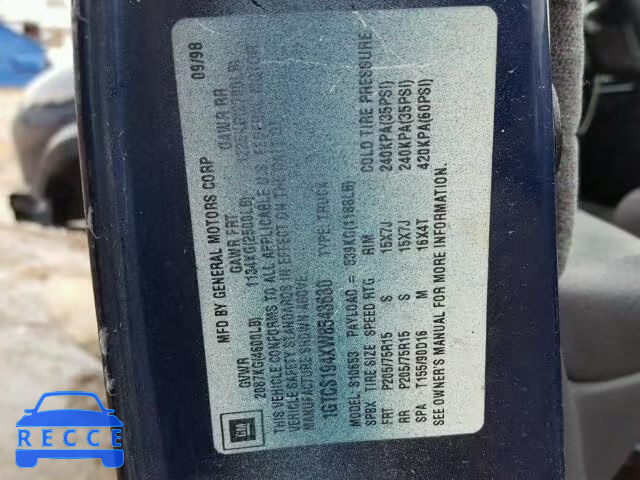 MFD BY GENERAL MOTORS CORP 09/98
GVWR GAWR FRT GAWR RR
2087KG(4600LB) 1134KG(2500LB)
THIS VEHICLE CONFORMS TO ALL APPLICABLE U.S. FEDERAL MOTOR
VEHICLE SAFETY STANDARDS IN EFFECT ON THE DATE OF
MANUFACTURE SHOWN ABOVE
TYPE: TRUCK
MODEL: S10653 PAYLOAD = 539KG(1188LB)
SPBX TIRE SIZE SPEED RTG RIM COLD TIRE PRESSURE
FRT P205/75R15 S 15X7J 240KPA(35PSI)
RR P205/75R15 S 15X7J 240KPA(35PSI)
SPA T155/90D16 M 16X4T 420KPA(60PSI)
SEE OWNER'S MANUAL FOR MORE INFORMATION.
GM
RECCE